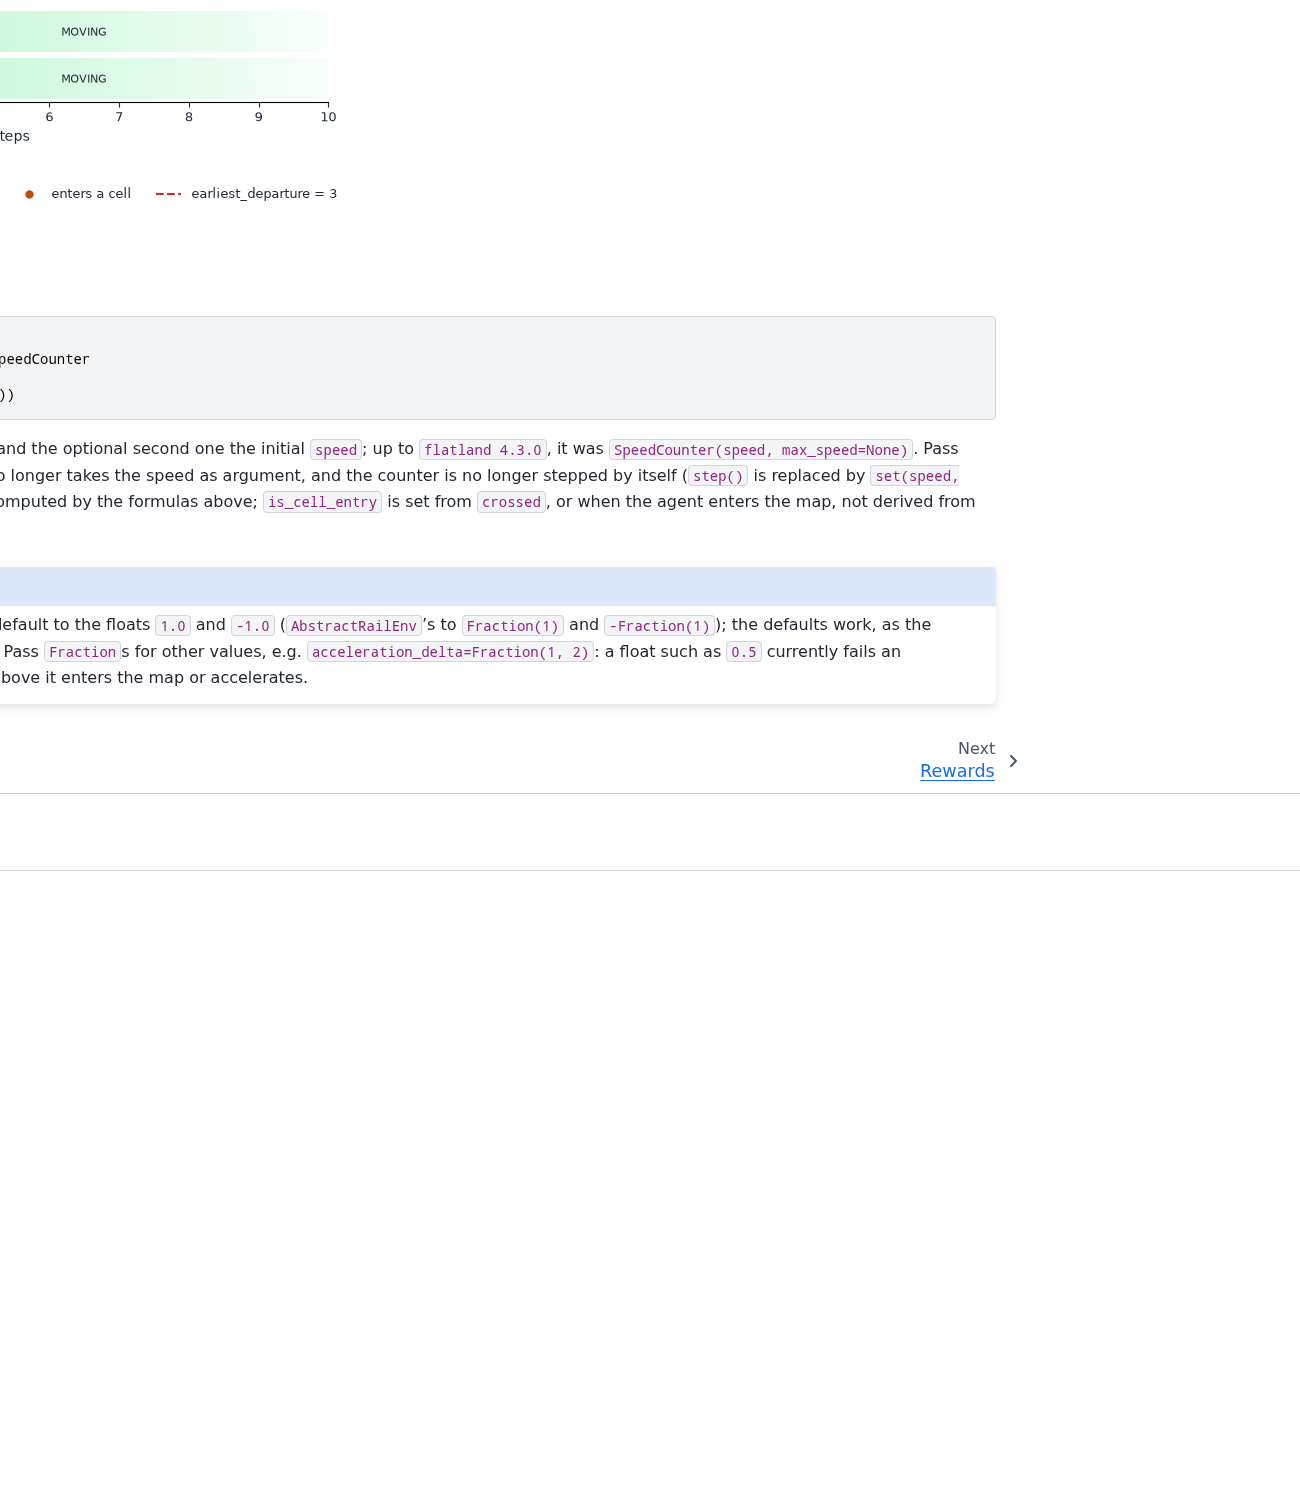 MOVING
MOVING
6 7 8 9 10
teps
enters a cell earliest_departure = 3
peedCounter
))
and the optional second one the initial speed; up to flatland 4.3.0, it was SpeedCounter(speed, max_speed=None). Pass
o longer takes the speed as argument, and the counter is no longer stepped by itself (step() is replaced by set(speed,
omputed by the formulas above; is_cell_entry is set from crossed, or when the agent enters the map, not derived from
default to the floats 1.0 and -1.0 (AbstractRailEnv’s to Fraction(1) and -Fraction(1)); the defaults work, as the
Pass Fractions for other values, e.g. acceleration_delta=Fraction(1, 2): a float such as 0.5 currently fails an
bove it enters the map or accelerates.
Next
Rewards